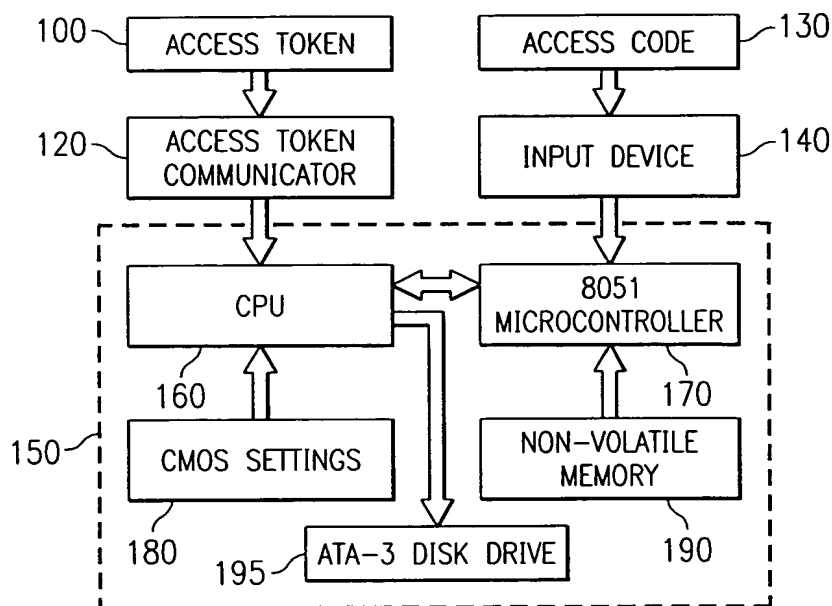 100
ACCESS TOKEN
ACCESS CODE
130
120
ACCESS TOKEN
COMMUNICATOR
INPUT DEVICE
140
CPU
8051
MICROCONTROLLER
160
170
150
CMOS SETTINGS
NON-VOLATILE
MEMORY
180
195
ATA-3 DISK DRIVE
190